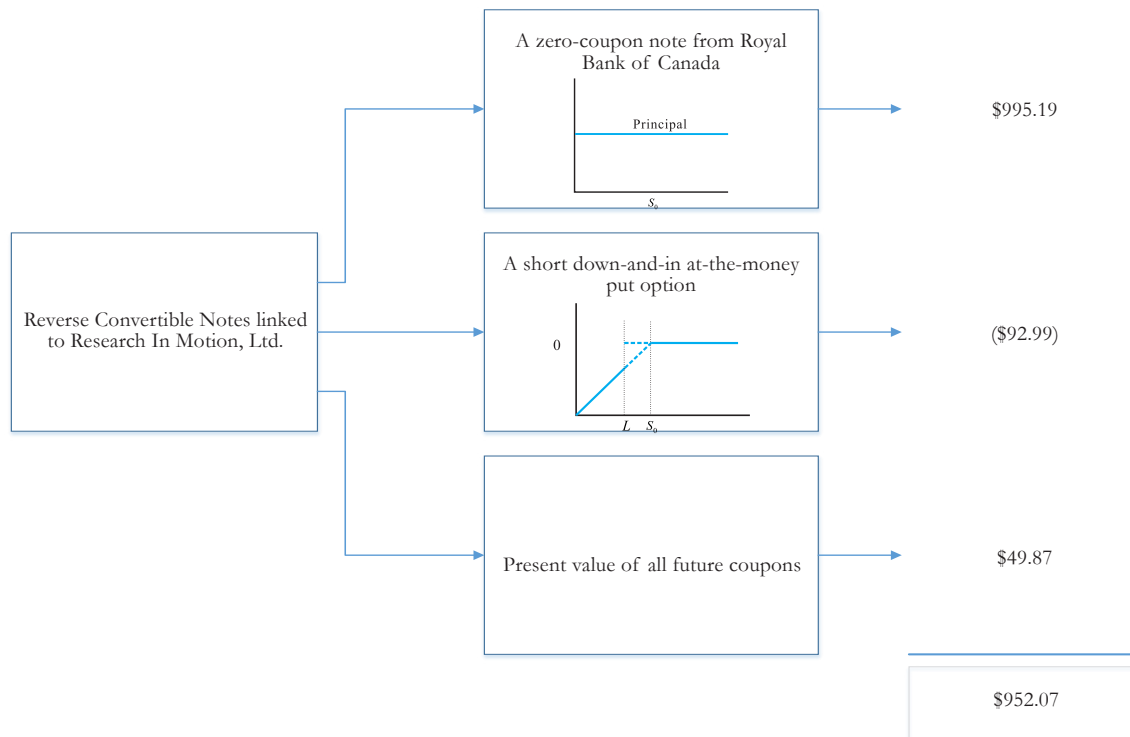 A zero-coupon note from Royal
Bank of Canada
Principal
S₀
$995.19
Reverse Convertible Notes linked
to Research In Motion, Ltd.
A short down-and-in at-the-money
put option
0
L S₀
($92.99)
Present value of all future coupons
$49.87
$952.07